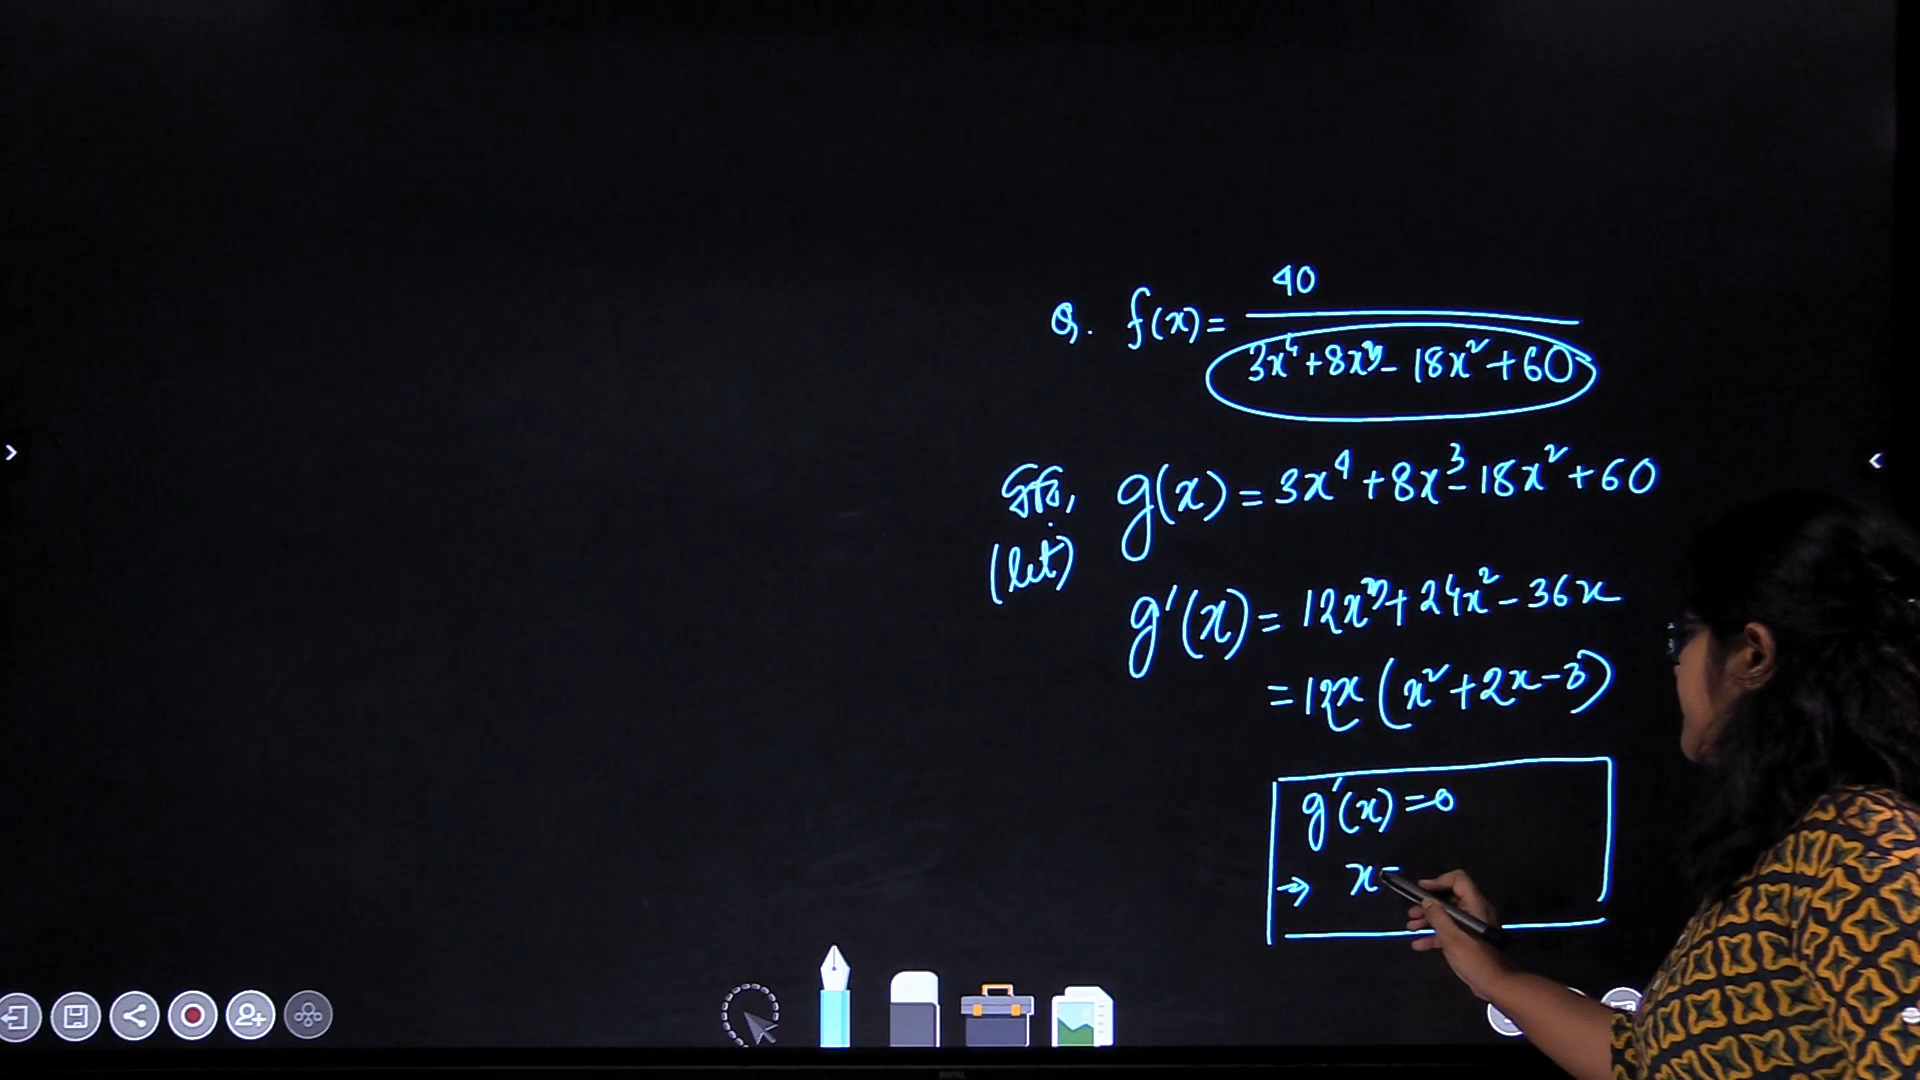 Q. f(x) = 40 / (3x⁴+8x³-18x²+60)
ধরি, g(x) = 3x⁴+8x³-18x²+60
(let)
g'(x) = 12x³+24x²-36x
=12x (x²+2x-3)
g'(x)=0
→ x=